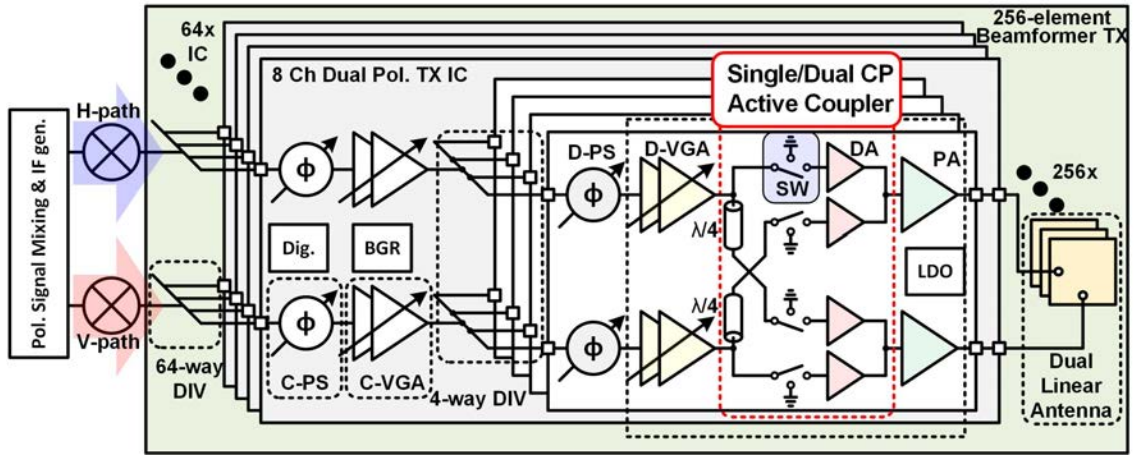 64x
IC
256-element
Beamformer TX
8 Ch Dual Pol. TX IC
Single/Dual CP
Active Coupler
H-path
Pol. Signal Mixing & IF gen.
D-PS
D-VGA
SW
DA
PA
256x
ϕ
ϕ
λ/4
Dig.
BGR
LDO
λ/4
ϕ
ϕ
V-path
64-way
DIV
C-PS
C-VGA
4-way DIV
Dual
Linear
Antenna